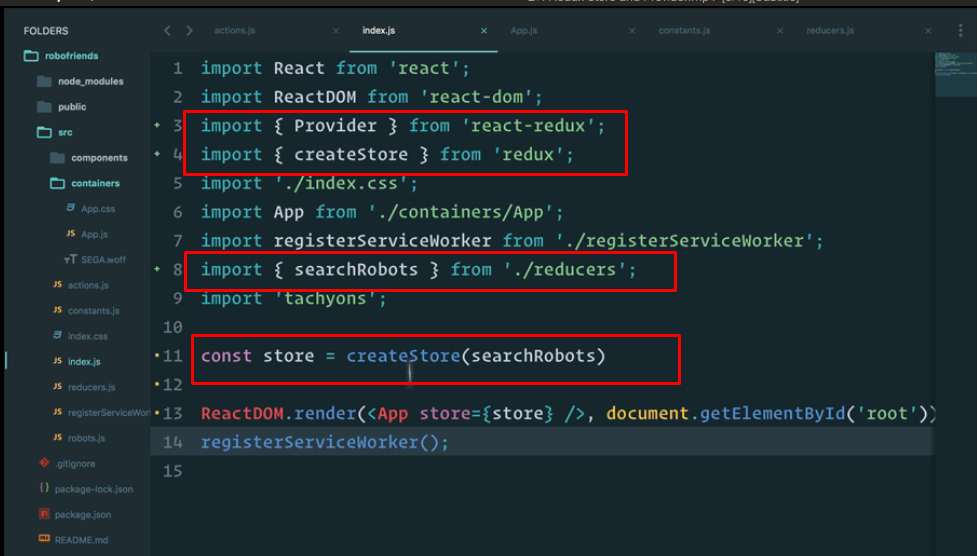 FOLDERS
robofriends
node_modules
public
src
components
containers
App.css
App.js
SEGA.woff
actions.js
constants.js
index.css
index.js
reducers.js
registerServiceWor
robots.js
.gitignore
package-lock.json
package.json
README.md
actions.js × index.js × App.js × constants.js × reducers.js ×
1 import React from 'react';
2 import ReactDOM from 'react-dom';
3 import { Provider } from 'react-redux';
4 import { createStore } from 'redux';
5 import './index.css';
6 import App from './containers/App';
7 import registerServiceWorker from './registerServiceWorker';
8 import { searchRobots } from './reducers';
9 import 'tachyons';
10
11 const store = createStore(searchRobots)
12
13 ReactDOM.render(<App store={store} />, document.getElementById('root'))
14 registerServiceWorker();
15